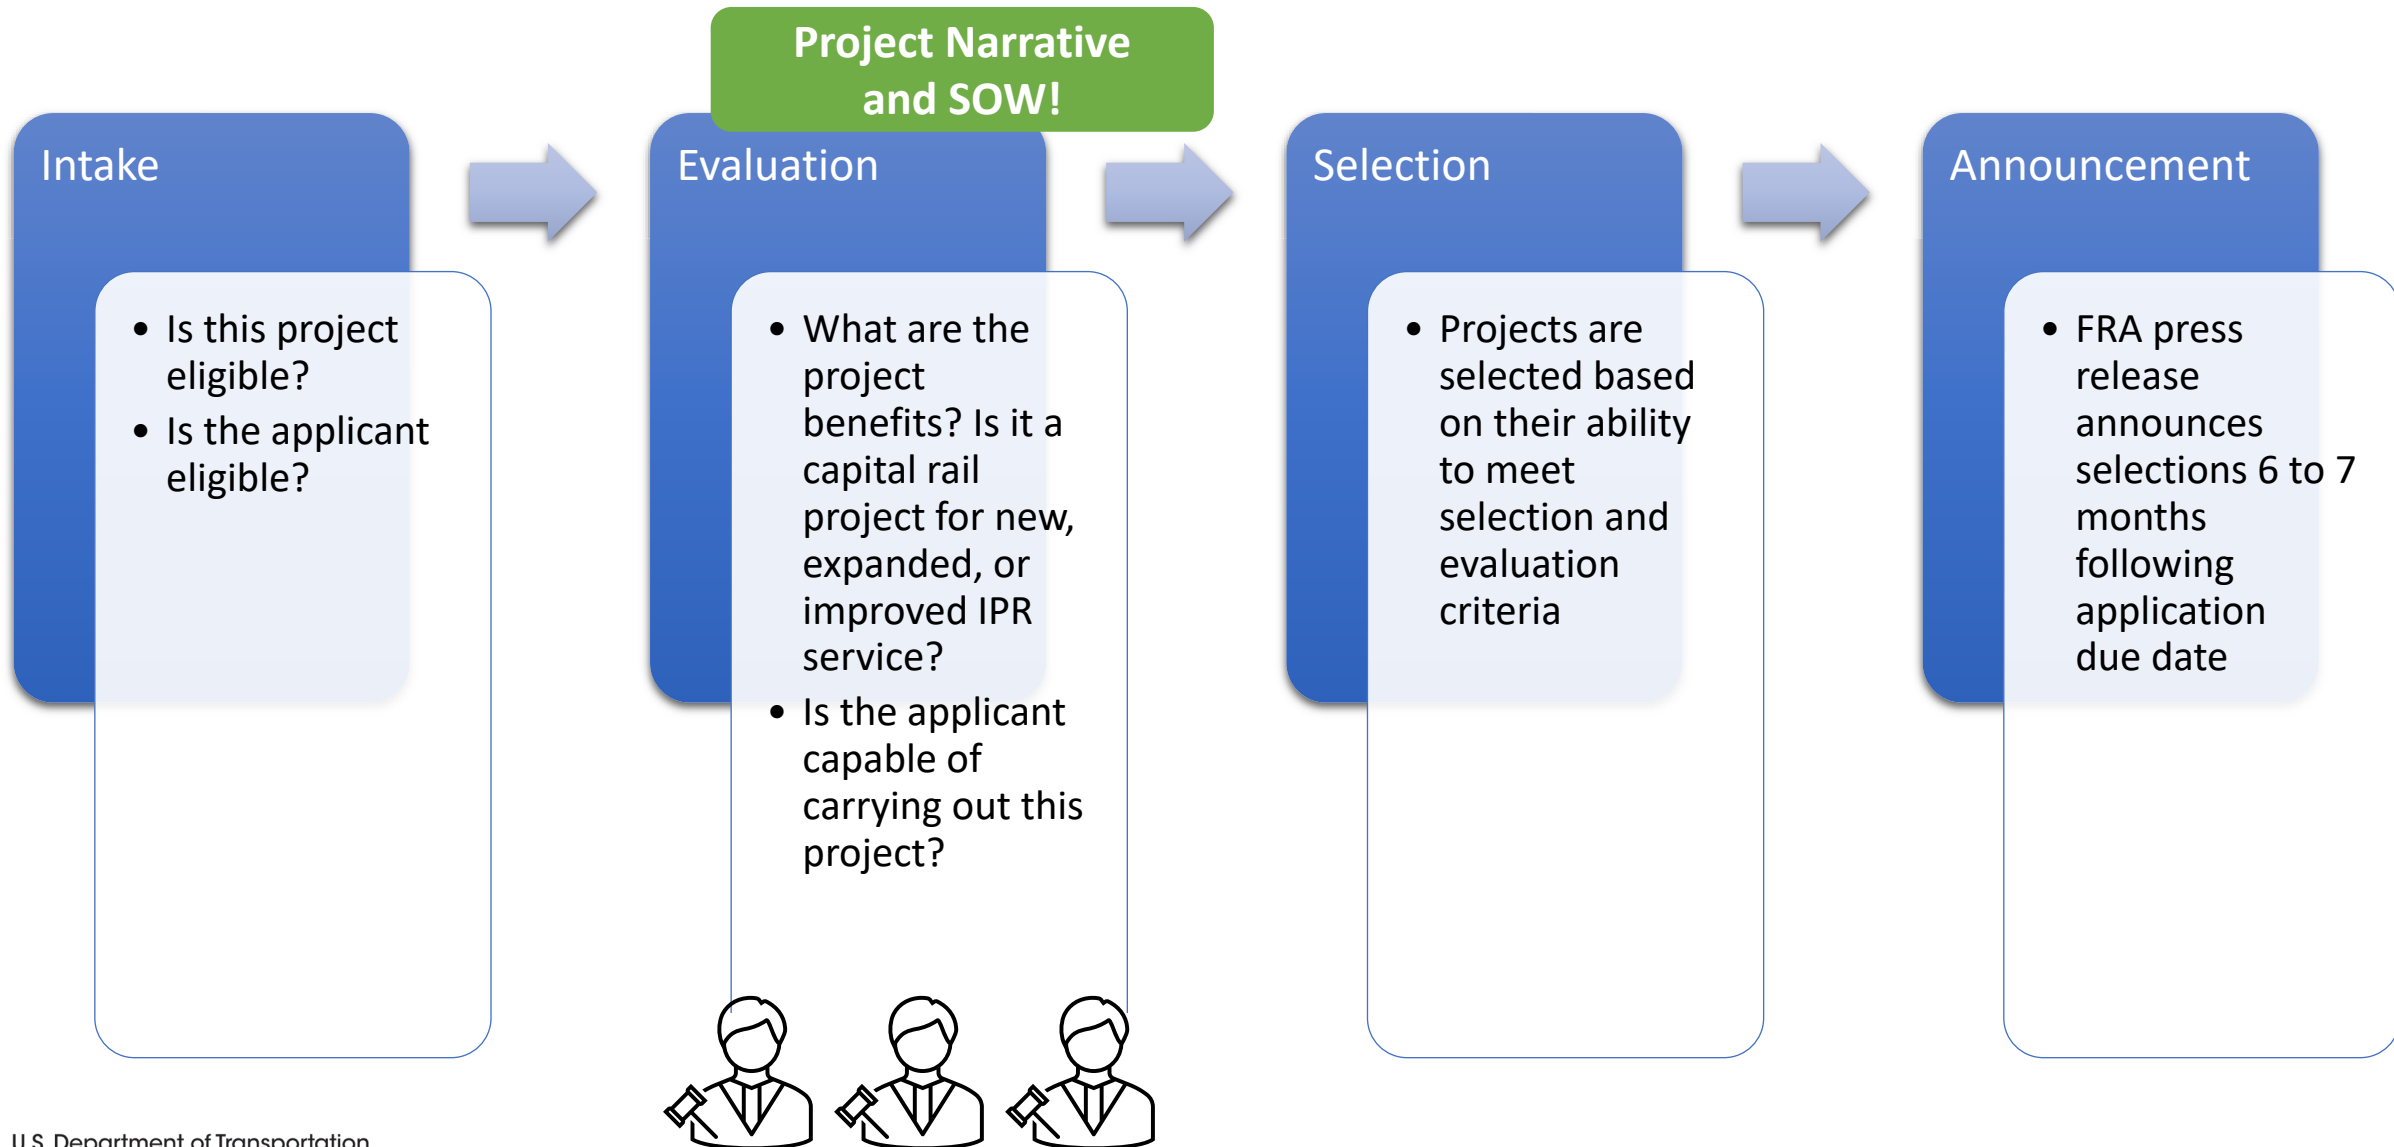 Project Narrative
and SOW!
Intake
• Is this project
eligible?
• Is the applicant
eligible?
Evaluation
• What are the
project
benefits? Is it a
capital rail
project for new,
expanded, or
improved IPR
service?
• Is the applicant
capable of
carrying out this
project?
Selection
• Projects are
selected based
on their ability
to meet
selection and
evaluation
criteria
Announcement
• FRA press
release
announces
selections 6 to 7
months
following
application
due date
U.S. Department of Transportation